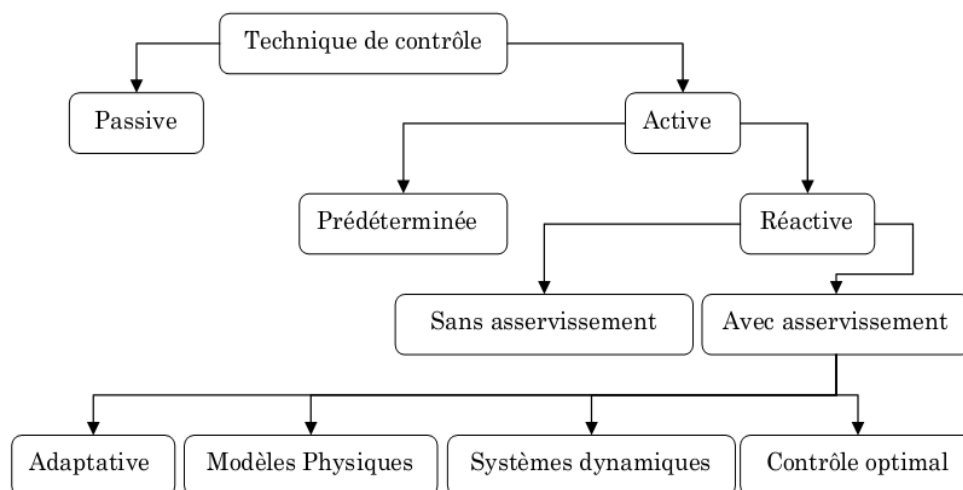 Technique de contrôle
Passive
Active
Prédéterminée
Réactive
Sans asservissement
Avec asservissement
Adaptative
Modèles Physiques
Systèmes dynamiques
Contrôle optimal